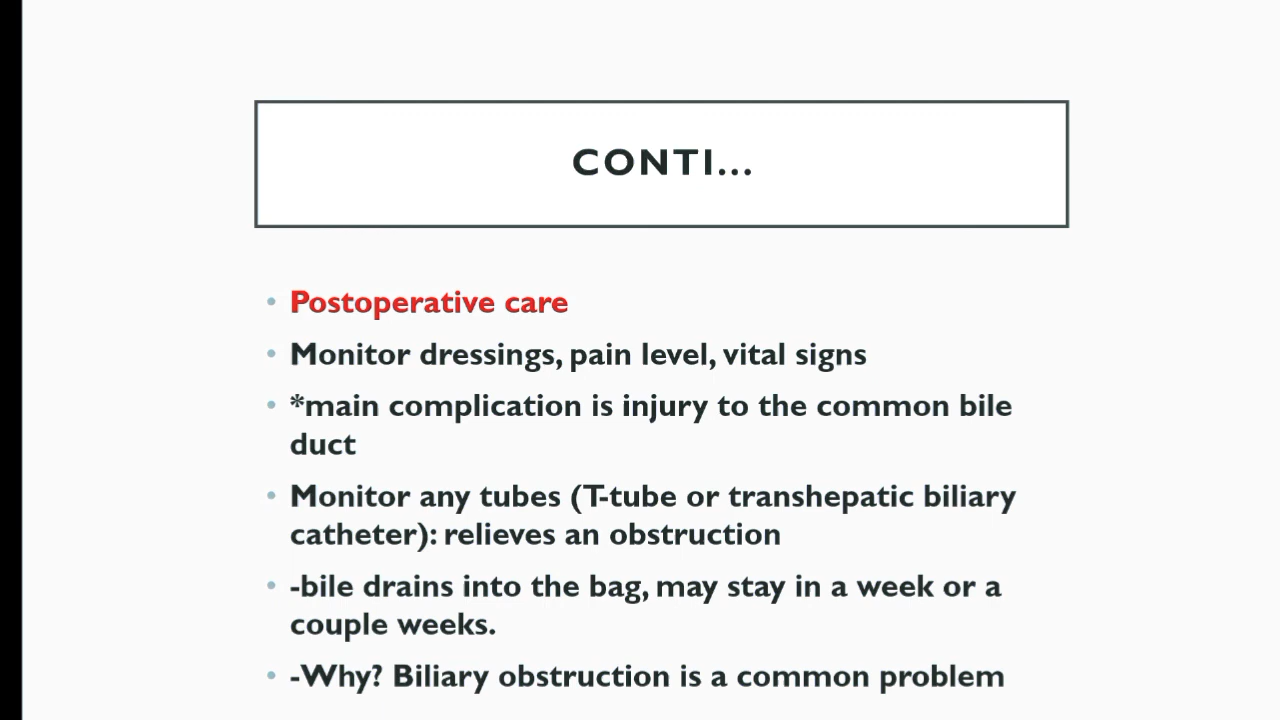 CONTI...
• Postoperative care
• Monitor dressings, pain level, vital signs
• *main complication is injury to the common bile
duct
• Monitor any tubes (T-tube or transhepatic biliary
catheter): relieves an obstruction
• -bile drains into the bag, may stay in a week or a
couple weeks.
• -Why? Biliary obstruction is a common problem